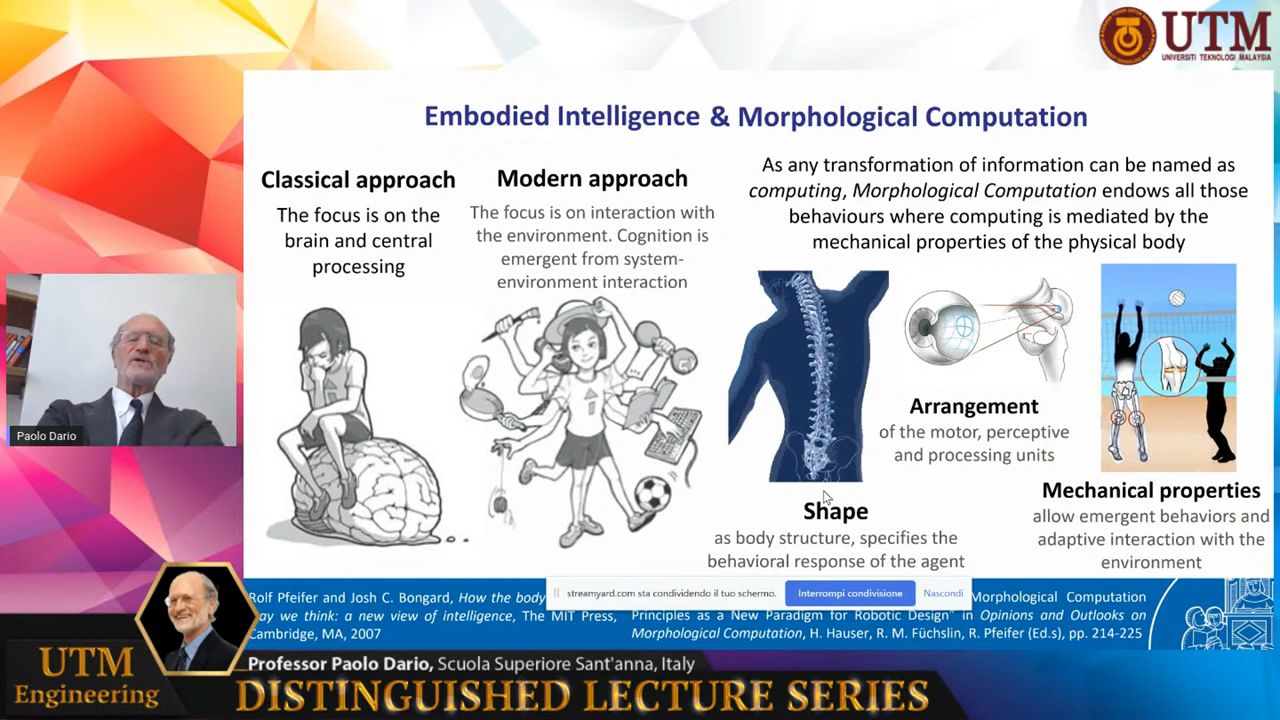 UTM
UNIVERSITI TEKNOLOGI MALAYSIA
Embodied Intelligence & Morphological Computation
Classical approach
The focus is on the
brain and central
processing
Modern approach
The focus is on interaction with
the environment. Cognition is
emergent from system-
environment interaction
As any transformation of information can be named as
computing, Morphological Computation endows all those
behaviours where computing is mediated by the
mechanical properties of the physical body
Arrangement
of the motor, perceptive
and processing units
Shape
as body structure, specifies the
behavioral response of the agent
Mechanical properties
allow emergent behaviors and
adaptive interaction with the
environment
Paolo Dario
streamyard.com sta condividendo il tuo schermo.
Interrompi condivisione
Nascondi
Rolf Pfeifer and Josh C. Bongard, How the body
way we think: a new view of intelligence, The MIT Press,
Cambridge, MA, 2007
Morphological Computation
Principles as a New Paradigm for Robotic Design" in Opinions and Outlooks on
Morphological Computation, H. Hauser, R. M. Füchslin, R. Pfeifer (Ed.s), pp. 214-225
UTM
Engineering
Professor Paolo Dario, Scuola Superiore Sant'anna, Italy
DISTINGUISHED LECTURE SERIES